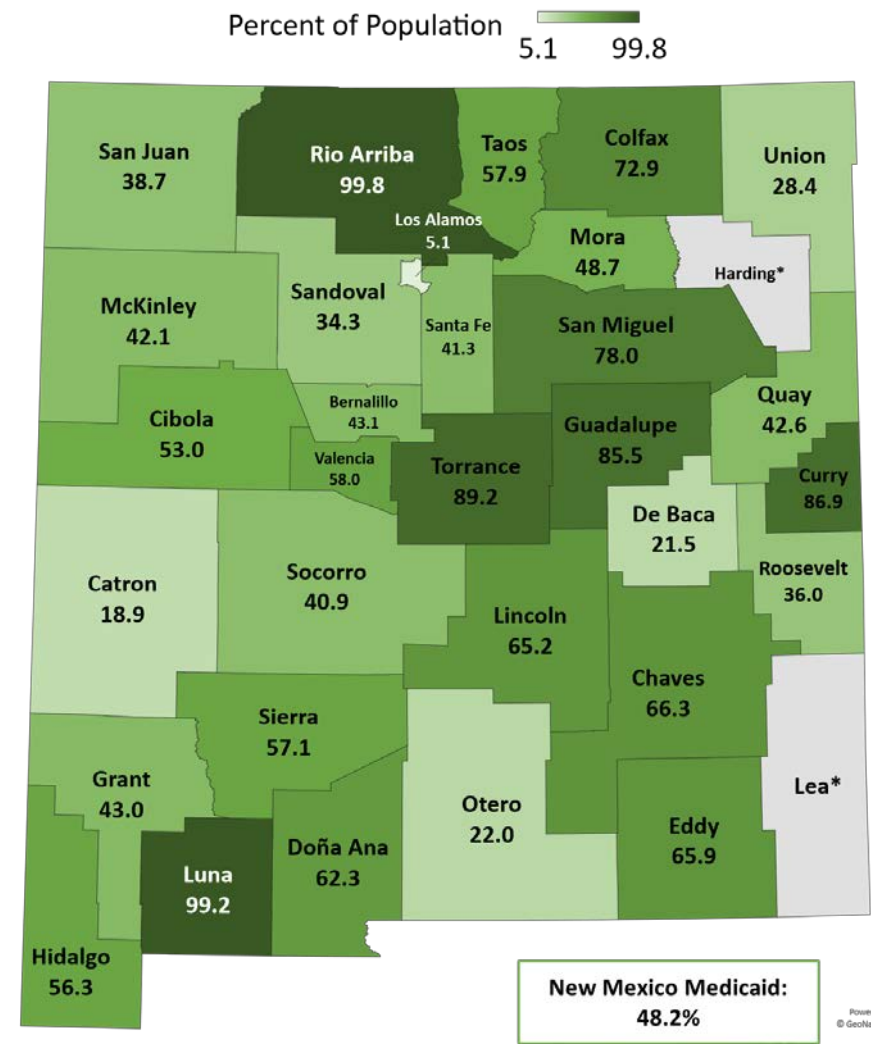 Percent of Population
5.1 99.8
San Juan
38.7
Rio Arriba
99.8
Taos
57.9
Colfax
72.9
Union
28.4
Los Alamos
5.1
Mora
48.7
Harding*
McKinley
42.1
Sandoval
34.3
Santa Fe
41.3
San Miguel
78.0
Quay
42.6
Cibola
53.0
Bernalillo
43.1
Valencia
58.0
Torrance
89.2
Guadalupe
85.5
Curry
86.9
De Baca
21.5
Catron
18.9
Socorro
40.9
Roosevelt
36.0
Lincoln
65.2
Chaves
66.3
Sierra
57.1
Grant
43.0
Otero
22.0
Lea*
Eddy
65.9
Doña Ana
62.3
Luna
99.2
Hidalgo
56.3
New Mexico Medicaid:
48.2%
Powe
© GeoNa